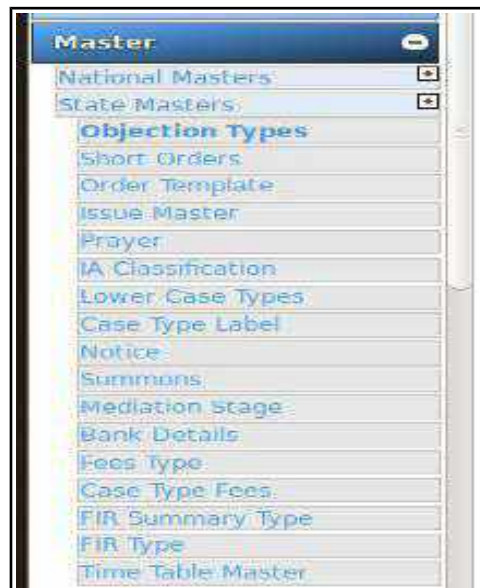 Master
National Masters
State Masters
Objection Types
Short Orders
Order Template
Issue Master
Prayer
IA Classification
Lower Case Types
Case Type Label
Notice
Summons
Mediation Stage
Bank Details
Fees Type
Case Type Fees
FIR Summary Type
FIR Type
Time Table Master